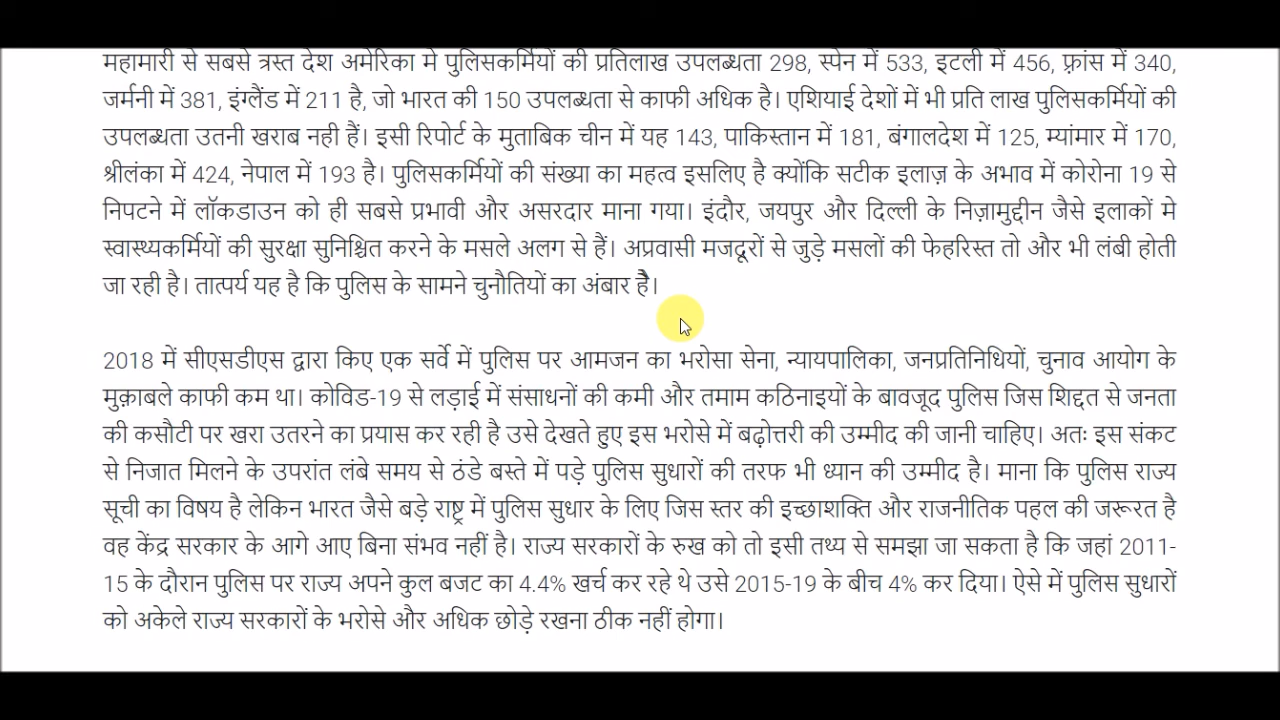 महामारी से सबसे त्रस्त देश अमेरिका मे पुलिसकर्मियों की प्रतिलाख उपलब्धता 298, स्पेन में 533, इटली में 456, फ़्रांस में 340,
जर्मनी में 381, इंग्लैंड में 211 है, जो भारत की 150 उपलब्धता से काफी अधिक है। एशियाई देशों में भी प्रति लाख पुलिसकर्मियों की
उपलब्धता उतनी खराब नही हैं। इसी रिपोर्ट के मुताबिक चीन में यह 143, पाकिस्तान में 181, बंगालदेश में 125, म्यांमार में 170,
श्रीलंका में 424, नेपाल में 193 है। पुलिसकर्मियों की संख्या का महत्व इसलिए है क्योंकि सटीक इलाज़ के अभाव में कोरोना 19 से
निपटने में लॉकडाउन को ही सबसे प्रभावी और असरदार माना गया। इंदौर, जयपुर और दिल्ली के निज़ामुद्दीन जैसे इलाकों मे
स्वास्थ्यकर्मियों की सुरक्षा सुनिश्चित करने के मसले अलग से हैं। अप्रवासी मजदूरों से जुड़े मसलों की फेहरिस्त तो और भी लंबी होती
जा रही है। तात्पर्य यह है कि पुलिस के सामने चुनौतियों का अंबार है।
2018 में सीएसडीएस द्वारा किए एक सर्वे में पुलिस पर आमजन का भरोसा सेना, न्यायपालिका, जनप्रतिनिधियों, चुनाव आयोग के
मुक़ाबले काफी कम था। कोविड-19 से लड़ाई में संसाधनों की कमी और तमाम कठिनाइयों के बावजूद पुलिस जिस शिद्दत से जनता
की कसौटी पर खरा उतरने का प्रयास कर रही है उसे देखते हुए इस भरोसे में बढ़ोत्तरी की उम्मीद की जानी चाहिए। अतः इस संकट
से निजात मिलने के उपरांत लंबे समय से ठंडे बस्ते में पड़े पुलिस सुधारों की तरफ भी ध्यान की उम्मीद है। माना कि पुलिस राज्य
सूची का विषय है लेकिन भारत जैसे बड़े राष्ट्र में पुलिस सुधार के लिए जिस स्तर की इच्छाशक्ति और राजनीतिक पहल की जरूरत है
वह केंद्र सरकार के आगे आए बिना संभव नहीं है। राज्य सरकारों के रुख को तो इसी तथ्य से समझा जा सकता है कि जहां 2011-
15 के दौरान पुलिस पर राज्य अपने कुल बजट का 4.4% खर्च कर रहे थे उसे 2015-19 के बीच 4% कर दिया। ऐसे में पुलिस सुधारों
को अकेले राज्य सरकारों के भरोसे और अधिक छोड़े रखना ठीक नहीं होगा।